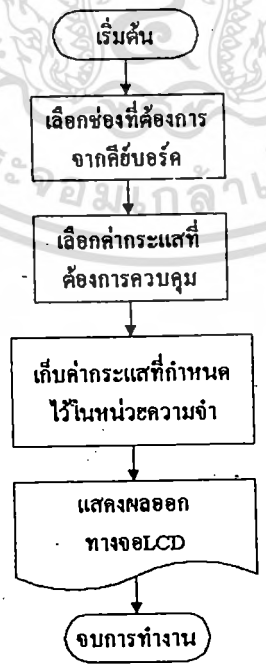 เริ่มต้น
เลือกช่องที่ต้องการ
จากคีย์บอร์ด
เลือกค่ากระแสที่
ต้องการควบคุม
เก็บค่ากระแสที่กำหนด
ไว้ในหน่วยความจำ
แสดงผลออก
ทางจอLCD
จบการทำงาน